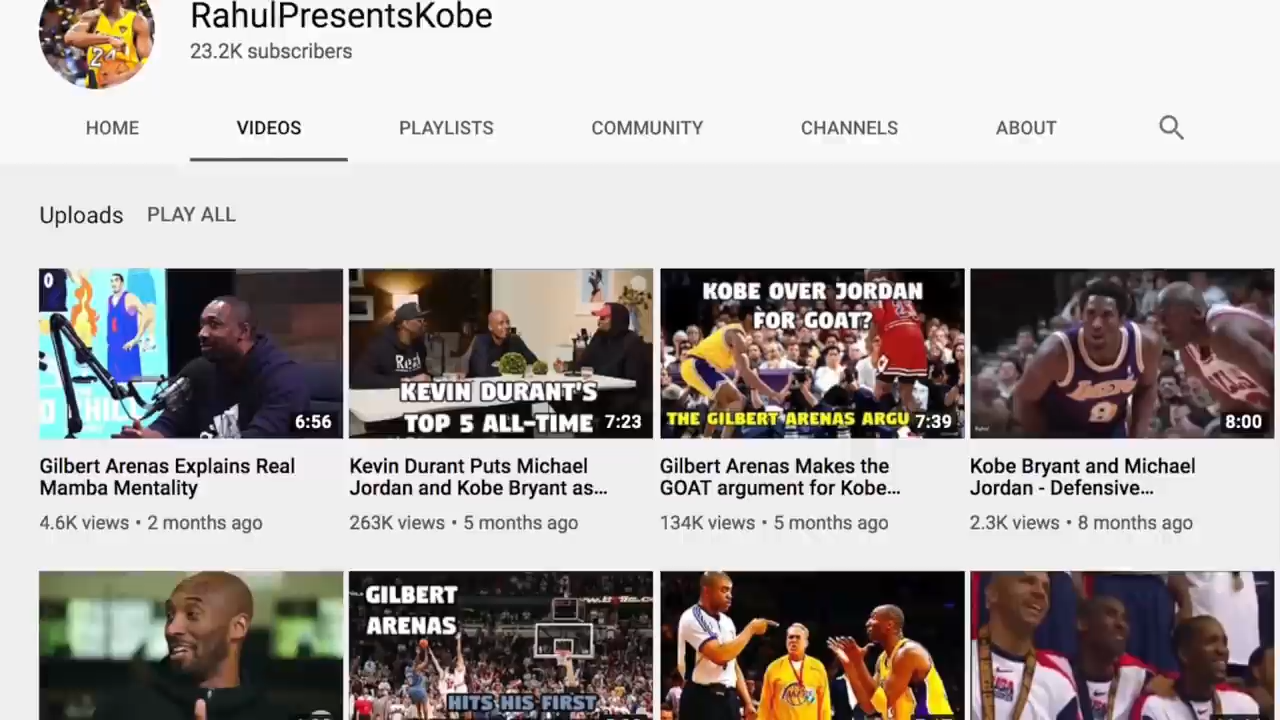 RahulPresentsKobe
23.2K subscribers
HOME
VIDEOS
PLAYLISTS
COMMUNITY
CHANNELS
ABOUT
Uploads
PLAY ALL
6:56
Real
KEVIN DURANT'S
TOP 5 ALL-TIME
7:23
KOBE OVER JORDAN
FOR GOAT?
THE GILBERT ARENAS ARGU
7:39
8
8:00
Gilbert Arenas Explains Real
Mamba Mentality
4.6K views • 2 months ago
Kevin Durant Puts Michael
Jordan and Kobe Bryant as...
263K views • 5 months ago
Gilbert Arenas Makes the
GOAT argument for Kobe...
134K views • 5 months ago
Kobe Bryant and Michael
Jordan - Defensive...
2.3K views • 8 months ago
GILBERT
ARENAS
HITS HIS FIRST